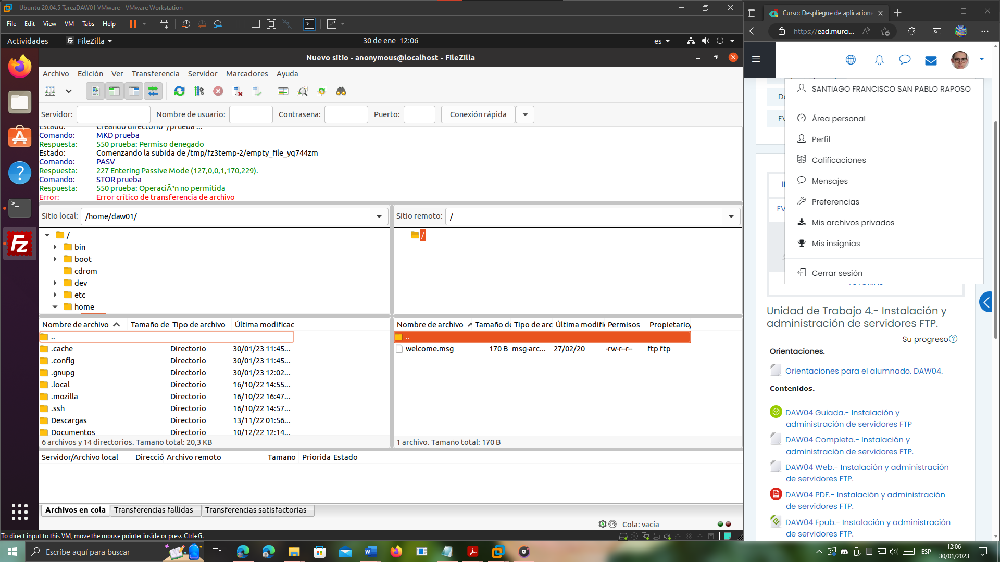 Ubuntu 20.04.5 TareaDAW01 VMware - VMware Workstation
File Edit View VM Tabs Help
Actividades FileZilla 30 de ene 12:06 es
Nuevo sitio - anonymous@localhost - FileZilla
Archivo Edición Ver Transferencia Servidor Marcadores Ayuda
Servidor: Nombre de usuario: Contraseña: Puerto: Conexión rápida
Estado: Creando directorio "/prueba"...
Comando: MKD prueba
Respuesta: 550 prueba: Permiso denegado
Estado: Comenzando la subida de /tmp/fz3temp-2/empty_file_yq744zm
Comando: PASV
Respuesta: 227 Entering Passive Mode (127,0,0,1,170,229).
Comando: STOR prueba
Respuesta: 550 prueba: OperaciÃ³n no permitida
Error: Error crítico de transferencia de archivo
Sitio local: /home/daw01/
/
bin
boot
cdrom
dev
etc
home
Sitio remoto: /
/
Nombre de archivo Tamaño de Tipo de archivo Última modificac
..
.cache Directorio 30/01/23 11:45...
.config Directorio 30/01/23 11:45...
.gnupg Directorio 30/01/23 12:02...
.local Directorio 16/10/22 14:55...
.mozilla Directorio 16/10/22 16:47...
.ssh Directorio 16/10/22 14:57...
Descargas Directorio 13/11/22 01:56...
Documentos Directorio 10/12/22 12:14...
6 archivos y 14 directorios. Tamaño total: 20,3 KB
Nombre de archivo Tamaño de Tipo de arc Última modifi Permisos Propietario/
..
welcome.msg 170 B msg-arc... 27/02/20 -rw-r--r-- ftp ftp
1 archivo. Tamaño total: 170 B
Servidor/Archivo local Direcció Archivo remoto Tamaño Priorida Estado
Archivos en cola Transferencias fallidas Transferencias satisfactorias
Cola: vacía
To direct input to this VM, move the mouse pointer inside or press Ctrl+G.
Curso: Despliegue de aplicacione
https://ead.murci...
SANTIAGO FRANCISCO SAN PABLO RAPOSO
Área personal
Perfil
Calificaciones
Mensajes
Preferencias
Mis archivos privados
Mis insignias
Cerrar sesión
Unidad de Trabajo 4.- Instalación y
administración de servidores FTP.
Su progreso
Orientaciones.
Orientaciones para el alumnado. DAW04.
Contenidos.
DAW04 Guiada.- Instalación y
administración de servidores FTP
DAW04 Completa.- Instalación y
administración de servidores FTP.
DAW04 Web.- Instalación y administración
de servidores FTP.
DAW04 PDF.- Instalación y administración
de servidores FTP.
DAW04 Epub.- Instalación y administración
de servidores FTP.
Escribe aquí para buscar
ESP
12:06
30/01/2023